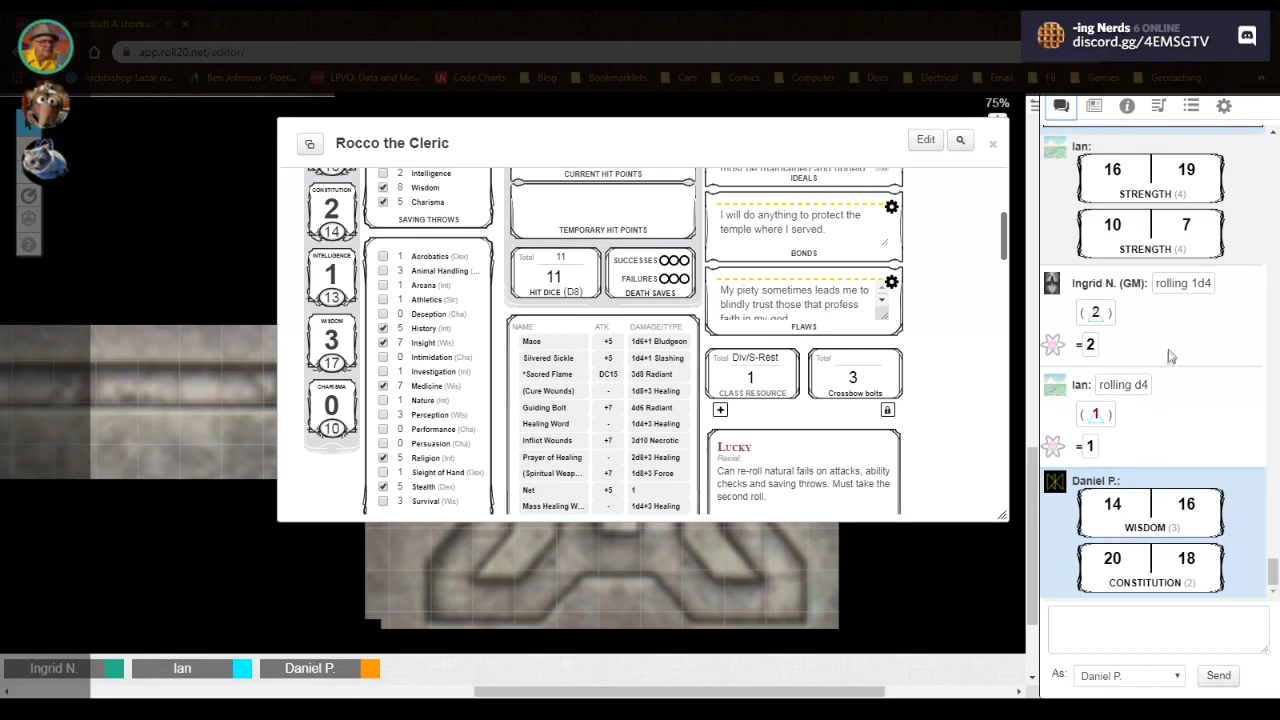 shortcut! A shortcu
-ing Nerds 6 ONLINE
discord.gg/4EMSGTV
app.roll20.net/editor/
Archbishop Lazar o...
Ben Johnson - Poet...
LPVO: Data and Me...
Code Charts
Blog
Bookmarklets
Cars
Comics
Computer
Docs
Electrical
Email
FB
Games
Geocaching
75%
Rocco the Cleric
Edit
CONSTITUTION
2
14
INTELLIGENCE
1
13
WISDOM
3
17
CHARISMA
0
10
2 Intelligence
8 Wisdom
5 Charisma
SAVING THROWS
1 Acrobatics (Dex)
3 Animal Handling (...
1 Arcana (Int)
1 Athletics (Str)
0 Deception (Cha)
5 History (Int)
7 Insight (Wis)
0 Intimidation (Cha)
1 Investigation (Int)
7 Medicine (Wis)
1 Nature (Int)
3 Perception (Wis)
0 Performance (Cha)
0 Persuasion (Cha)
5 Religion (Int)
1 Sleight of Hand (Dex)
5 Stealth (Dex)
3 Survival (Wis)
CURRENT HIT POINTS
TEMPORARY HIT POINTS
Total 11
11
HIT DICE (D8)
SUCCESSES
FAILURES
DEATH SAVES
NAME ATK DAMAGE/TYPE
Mace +5 1d6+1 Bludgeon
Silvered Sickle +5 1d4+1 Slashing
*Sacred Flame DC15 3d8 Radiant
(Cure Wounds) - 1d8+3 Healing
Guiding Bolt +7 4d6 Radiant
Healing Word - 1d4+3 Healing
Inflict Wounds +7 3d10 Necrotic
Prayer of Healing - 2d8+3 Healing
(Spiritual Weap... +7 1d8+3 Force
Net +5 1
Mass Healing W... - 1d4+3 Healing
must be maintained and upheld
IDEALS
I will do anything to protect the
temple where I served.
BONDS
My piety sometimes leads me to
blindly trust those that profess
faith in my god.
FLAWS
Total Div/S-Rest
1
CLASS RESOURCE
Total
3
Crossbow bolts
LUCKY
Racial:
Can re-roll natural fails on attacks, ability
checks and saving throws. Must take the
second roll.
Ian:
16 19
STRENGTH (4)
10 7
STRENGTH (4)
Ingrid N. (GM): rolling 1d4
( 2 )
= 2
Ian: rolling d4
( 1 )
= 1
Daniel P.:
14 16
WISDOM (3)
20 18
CONSTITUTION (2)
As: Daniel P. Send
Ingrid N.
Ian
Daniel P.